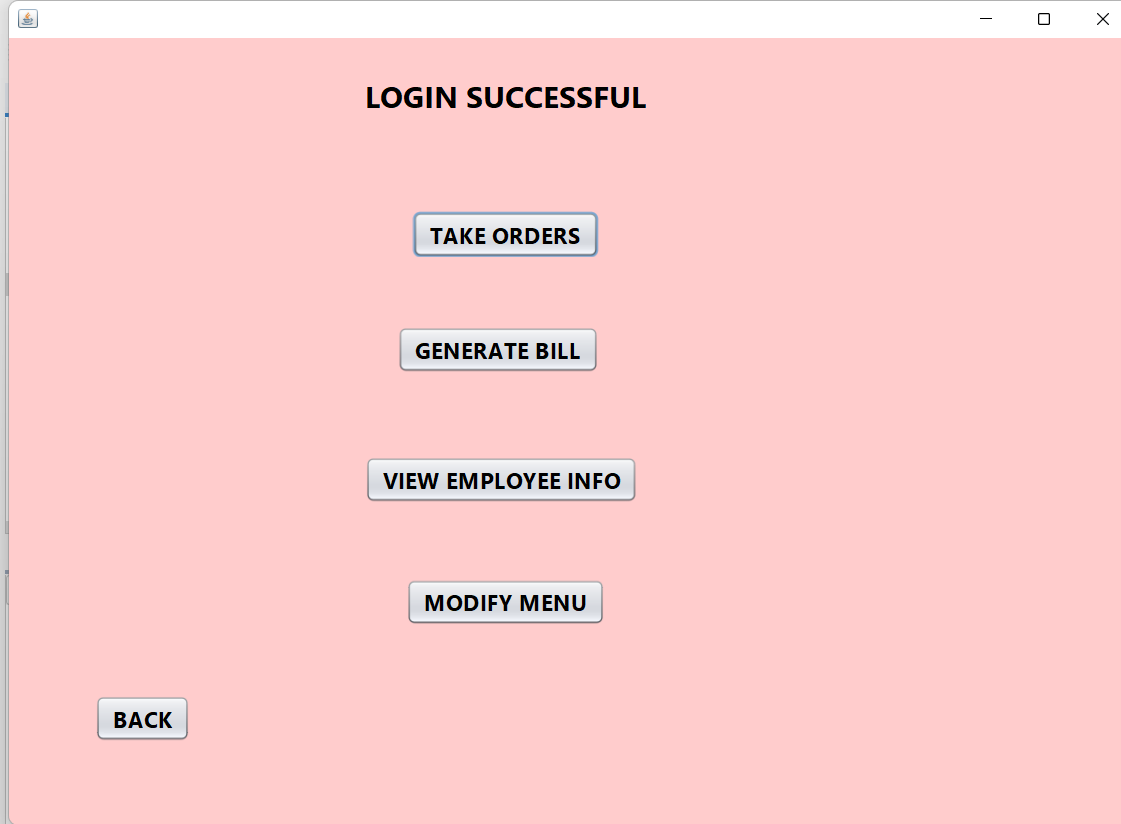 LOGIN SUCCESSFUL
TAKE ORDERS
GENERATE BILL
VIEW EMPLOYEE INFO
MODIFY MENU
BACK